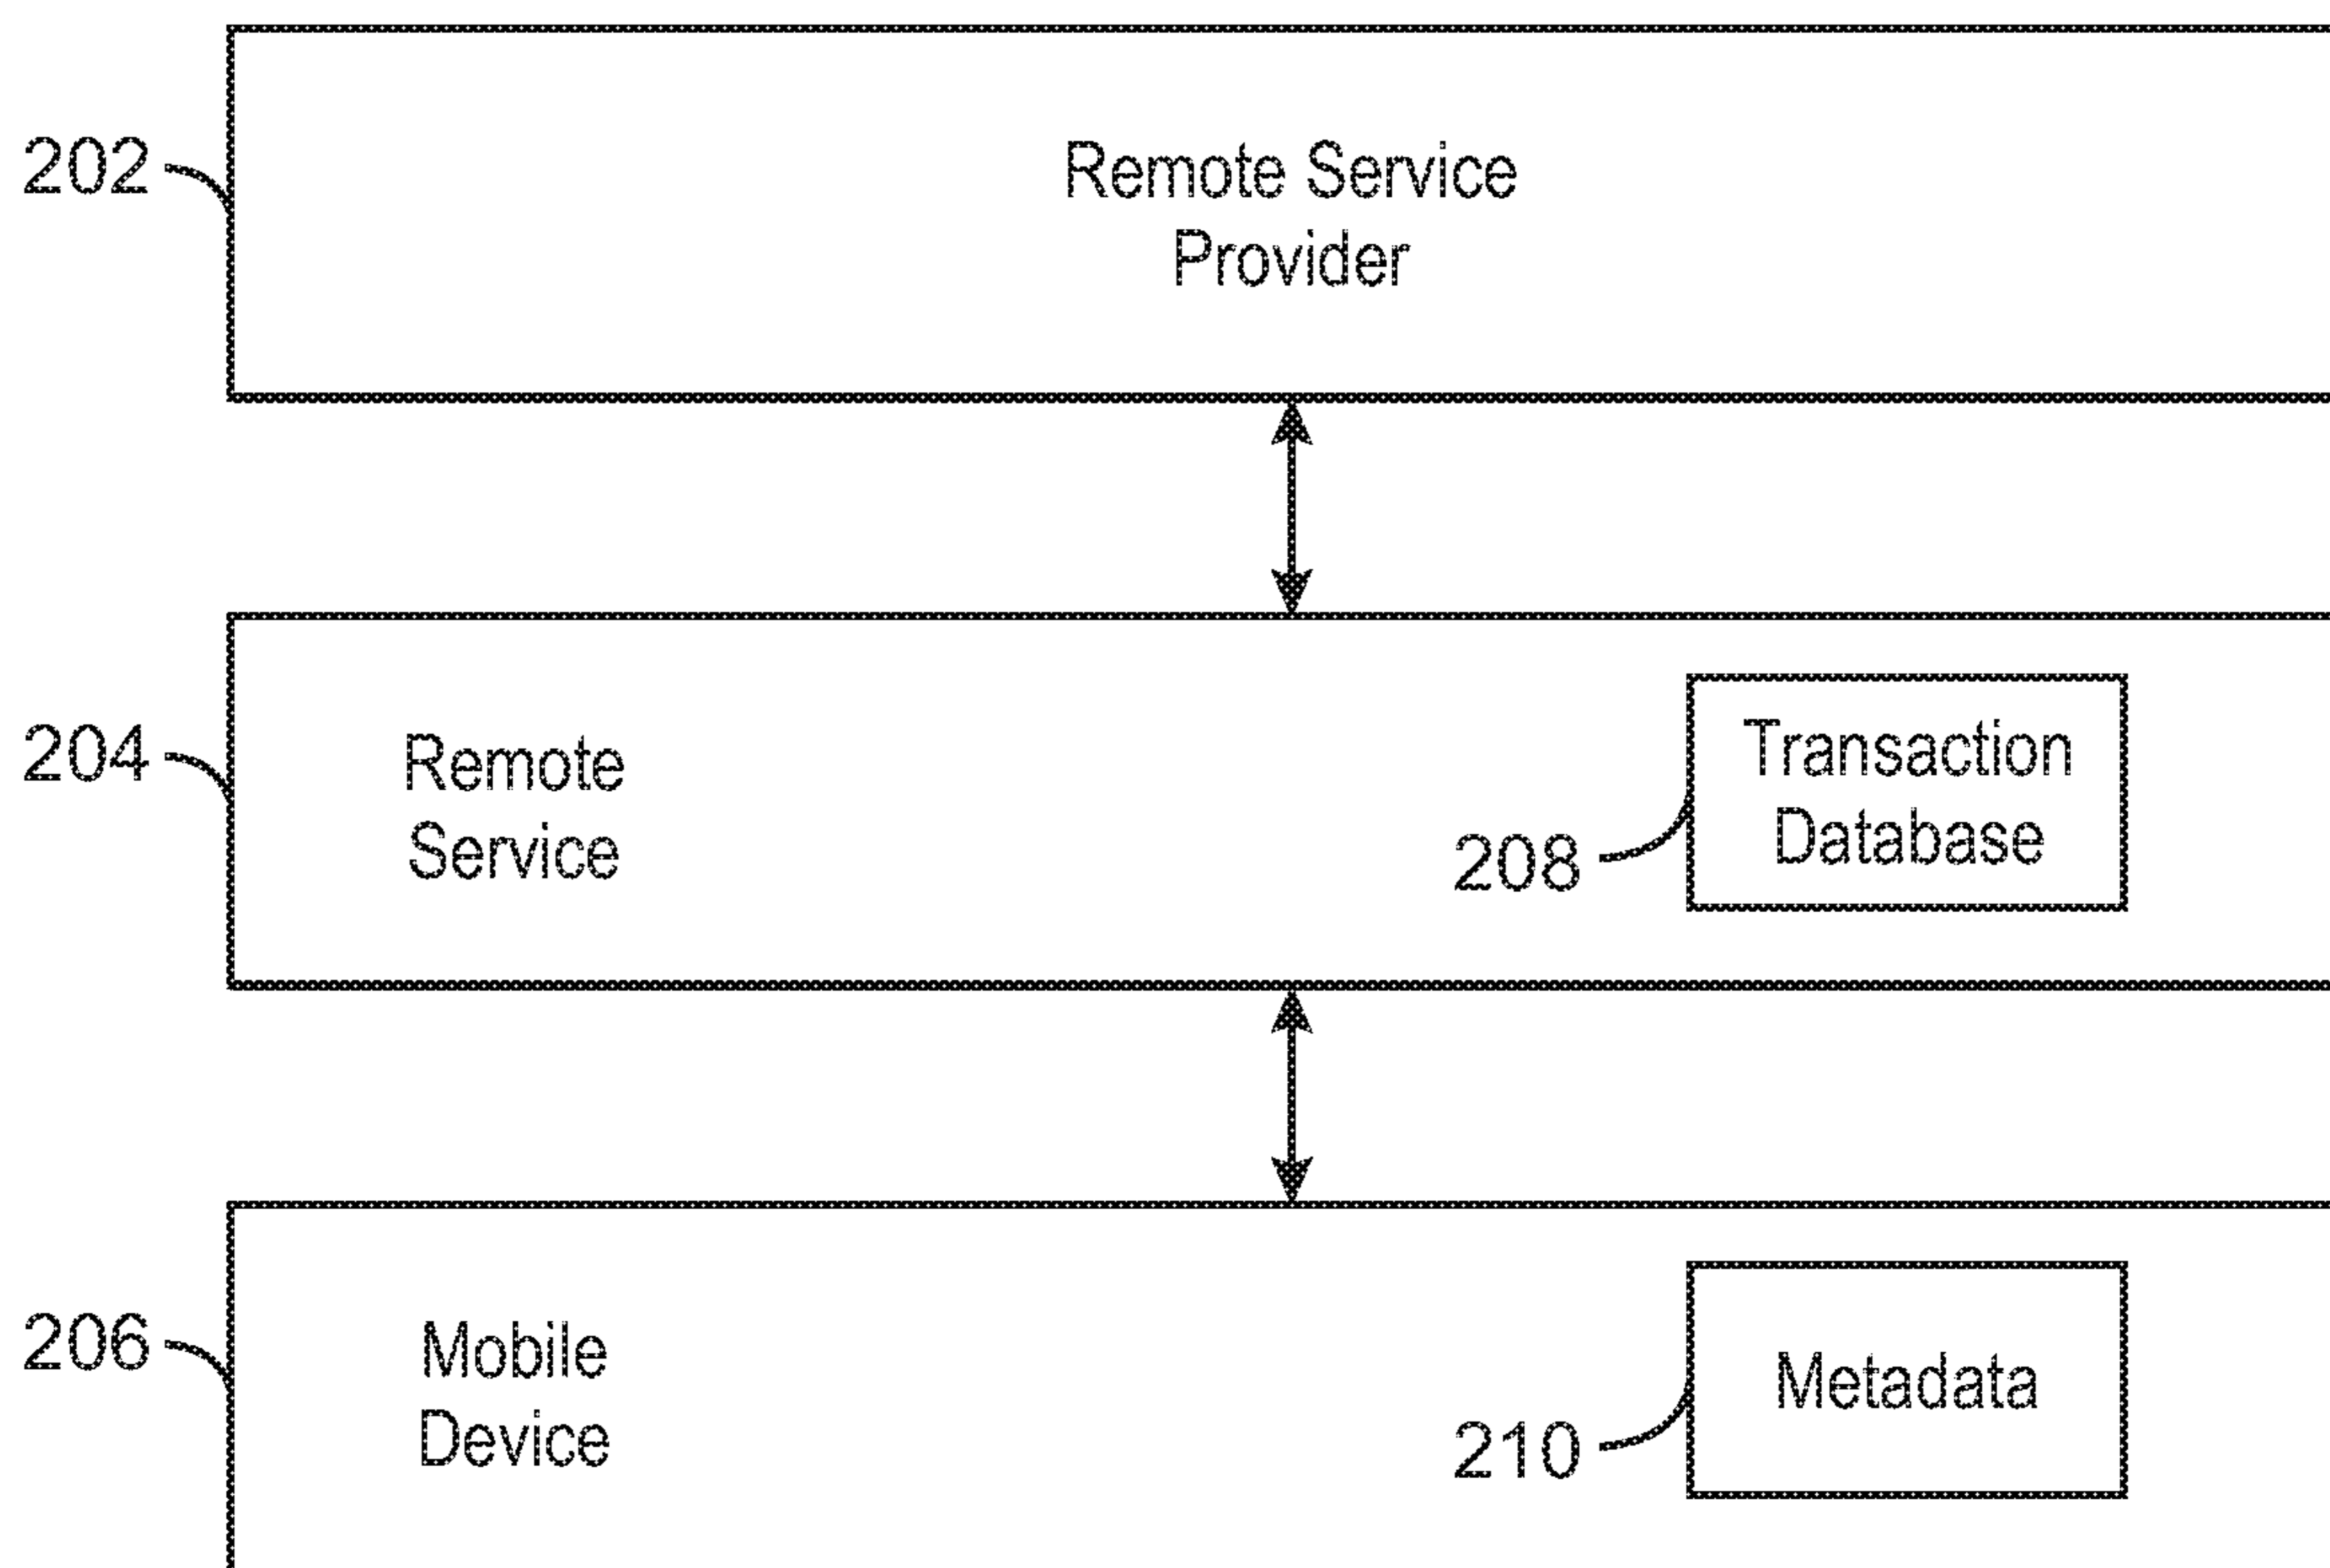 202
Remote Service
Provider
204
Remote
Service
208
Transaction
Database
206
Mobile
Device
210
Metadata